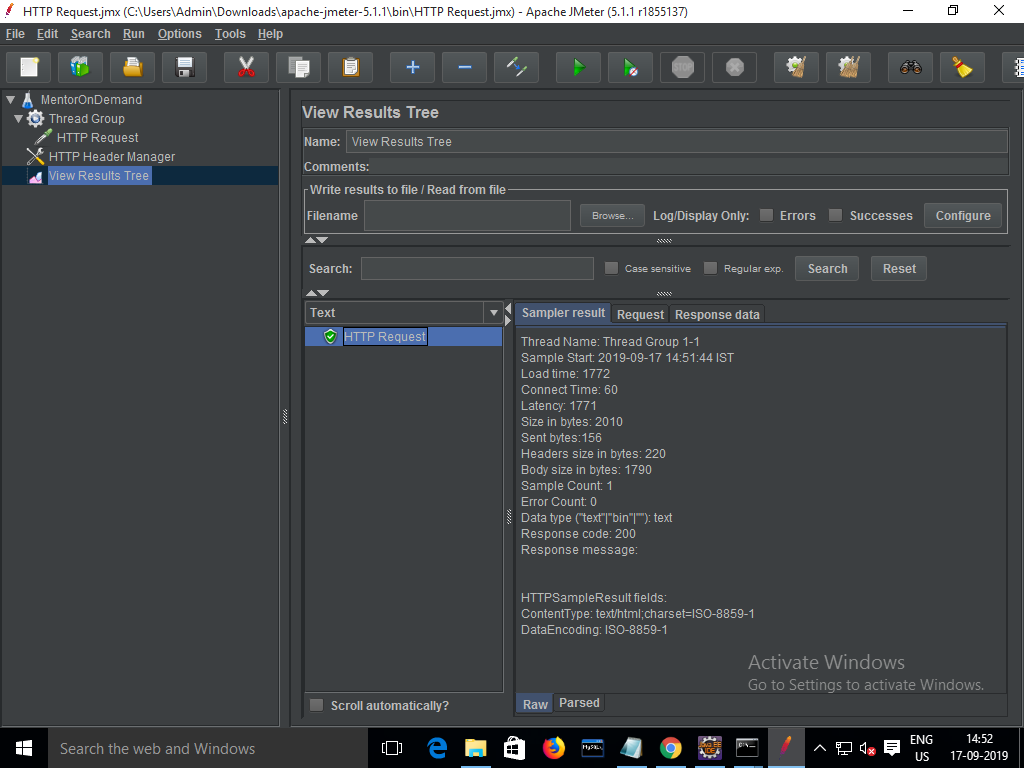 HTTP Request.jmx (C:\Users\Admin\Downloads\apache-jmeter-5.1.1\bin\HTTP Request.jmx) - Apache JMeter (5.1.1 r1855137)
File Edit Search Run Options Tools Help
STOP
MentorOnDemand
Thread Group
HTTP Request
HTTP Header Manager
View Results Tree
View Results Tree
Name: View Results Tree
Comments:
Write results to file / Read from file
Filename Browse... Log/Display Only: Errors Successes Configure
Search: Case sensitive Regular exp. Search Reset
Text
HTTP Request
Scroll automatically?
Sampler result Request Response data
Thread Name: Thread Group 1-1
Sample Start: 2019-09-17 14:51:44 IST
Load time: 1772
Connect Time: 60
Latency: 1771
Size in bytes: 2010
Sent bytes:156
Headers size in bytes: 220
Body size in bytes: 1790
Sample Count: 1
Error Count: 0
Data type ("text"|"bin"|""): text
Response code: 200
Response message:
HTTPSampleResult fields:
ContentType: text/html;charset=ISO-8859-1
DataEncoding: ISO-8859-1
Activate Windows
Go to Settings to activate Windows.
Raw Parsed
Search the web and Windows
MySQL
ENG
US
14:52
17-09-2019